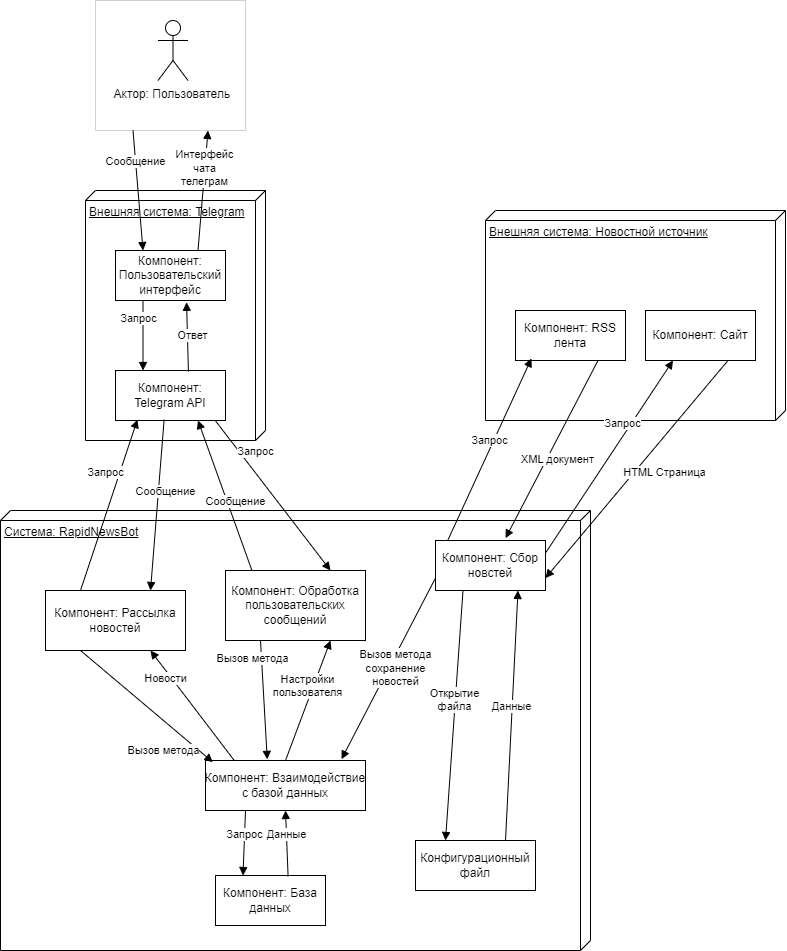 Актор: Пользователь
Сообщение
Интерфейс
чата
телеграм
Внешняя система: Telegram
Компонент:
Пользовательский
интерфейс
Запрос
Ответ
Компонент:
Telegram API
Внешняя система: Новостной источник
Компонент: RSS
лента
Компонент: Сайт
Запрос
Сообщение
Сообщение
Запрос
Запрос
XML документ
Запрос
HTML Страница
Система: RapidNewsBot
Компонент: Рассылка
новостей
Компонент: Обработка
пользовательских
сообщений
Компонент: Сбор
новстей
Новости
Вызов метода
Вызов метода
Настройки
пользователя
Вызов метода
сохранение
новостей
Открытие
файла
Данные
Компонент: Взаимодействие
с базой данных
Запрос
Данные
Компонент: База
данных
Конфигурационный
файл